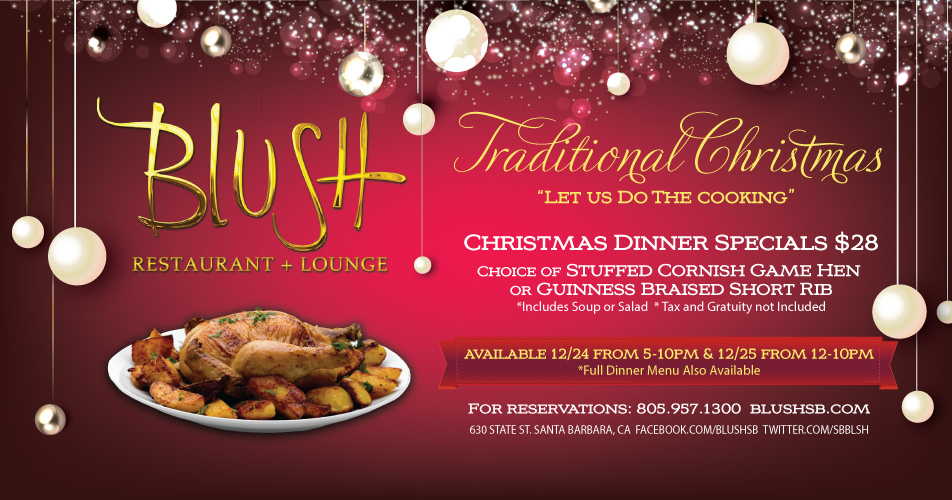 BLUSH
RESTAURANT + LOUNGE
Traditional Christmas
"LET US DO THE COOKING"
CHRISTMAS DINNER SPECIALS $28
CHOICE OF STUFFED CORNISH GAME HEN
OR GUINNESS BRAISED SHORT RIB
*Includes Soup or Salad *Tax and Gratuity not Included
AVAILABLE 12/24 FROM 5-10PM & 12/25 FROM 12-10PM
*Full Dinner Menu Also Available
FOR RESERVATIONS: 805.957.1300 BLUSHSB.COM
630 STATE ST. SANTA BARBARA, CA FACEBOOK.COM/BLUSHSB TWITTER.COM/SBBLSH